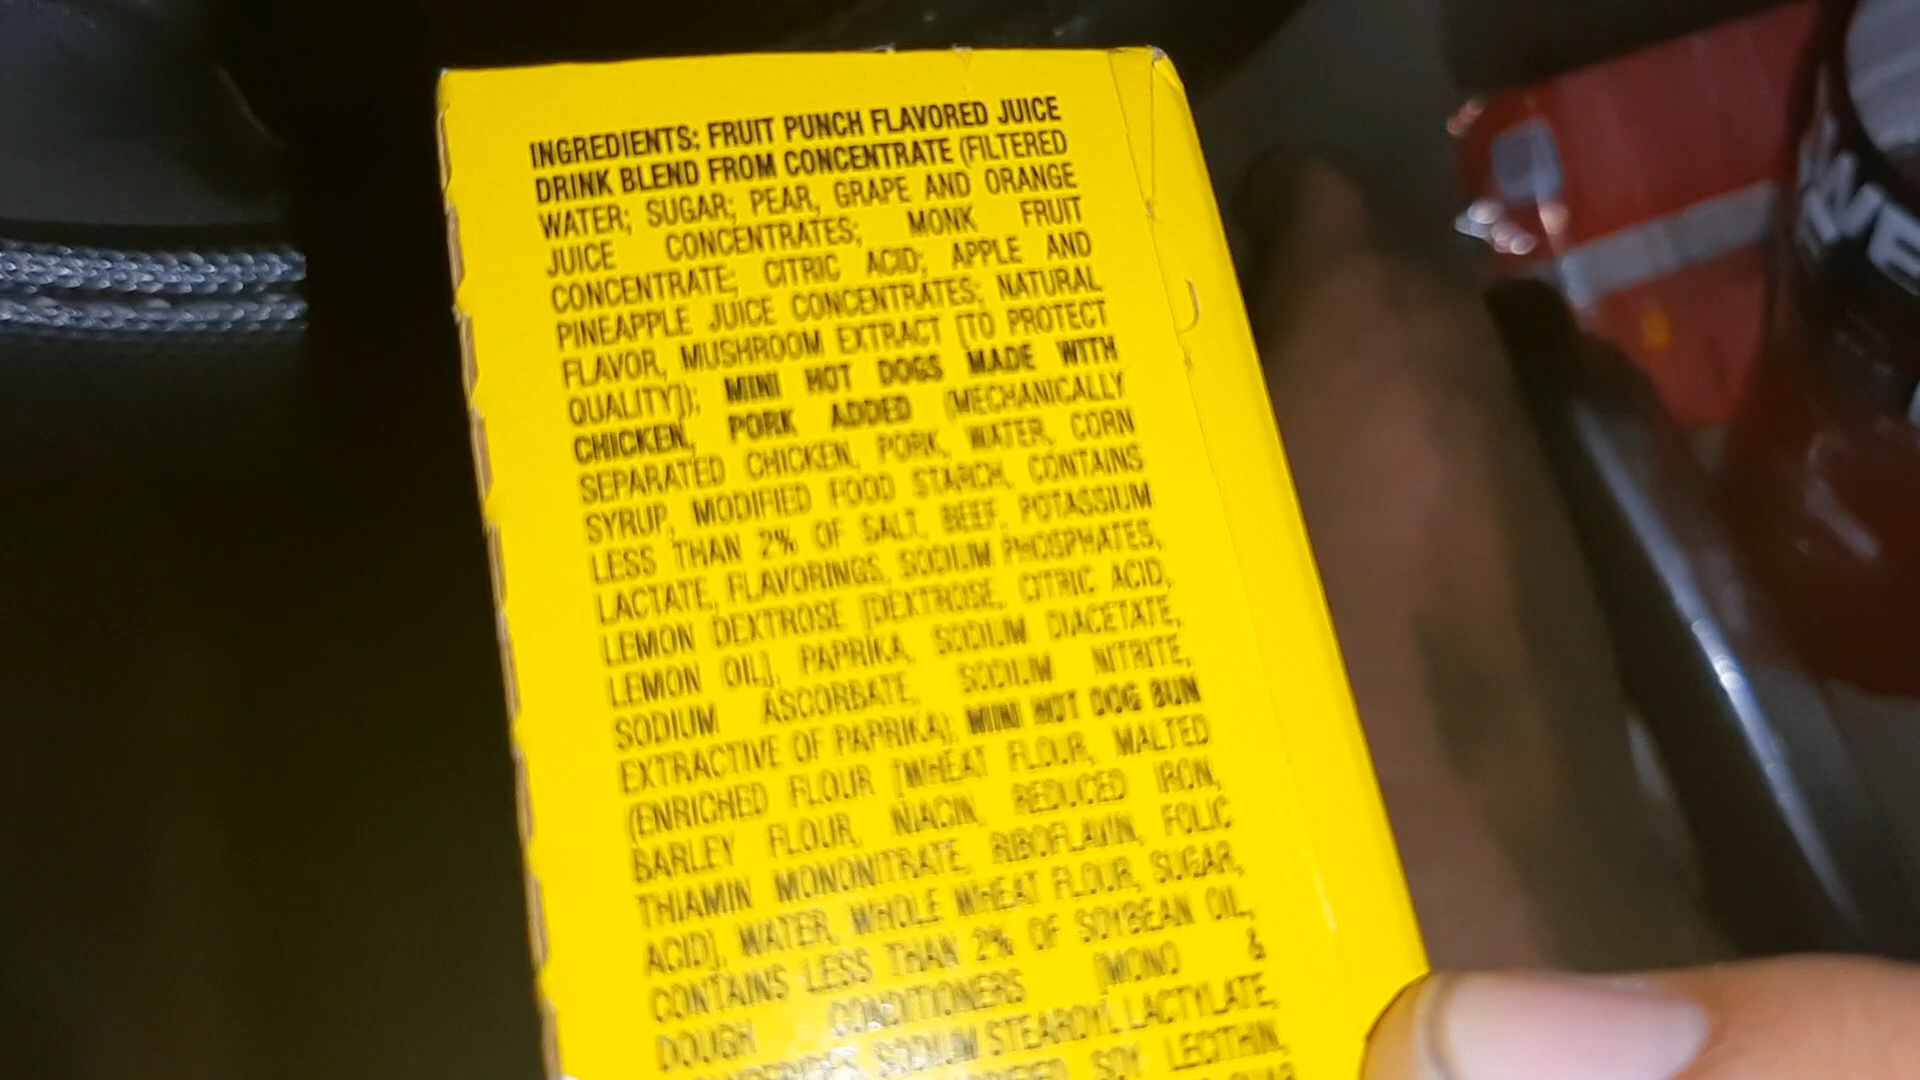 INGREDIENTS: FRUIT PUNCH FLAVORED JUICE
DRINK BLEND FROM CONCENTRATE (FILTERED
WATER; SUGAR; PEAR, GRAPE AND ORANGE
JUICE CONCENTRATES; MONK FRUIT
CONCENTRATE; CITRIC ACID; APPLE AND
PINEAPPLE JUICE CONCENTRATES; NATURAL
FLAVOR, MUSHROOM EXTRACT [TO PROTECT
QUALITY]); MINI HOT DOGS MADE WITH
CHICKEN, PORK ADDED (MECHANICALLY
SEPARATED CHICKEN, PORK, WATER, CORN
SYRUP, MODIFIED FOOD STARCH, CONTAINS
LESS THAN 2% OF SALT, BEEF, POTASSIUM
LACTATE, FLAVORINGS, SODIUM PHOSPHATES,
LEMON DEXTROSE [DEXTROSE, CITRIC ACID,
LEMON OIL], PAPRIKA, SODIUM DIACETATE,
SODIUM ASCORBATE, SODIUM NITRITE,
EXTRACTIVE OF PAPRIKA); MINI HOT DOG BUN
(ENRICHED FLOUR [WHEAT FLOUR, MALTED
BARLEY FLOUR, NIACIN, REDUCED IRON,
THIAMIN MONONITRATE, RIBOFLAVIN, FOLIC
ACID], WATER, WHOLE WHEAT FLOUR, SUGAR,
CONTAINS LESS THAN 2% OF SOYBEAN OIL,
DOUGH CONDITIONERS [MONO &
SODIUM STEAROYL LACTYLATE,
SOY LECITHIN,